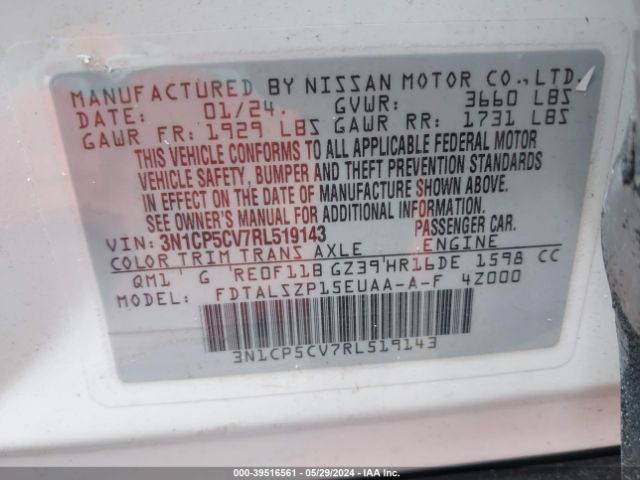 MANUFACTURED BY NISSAN MOTOR CO., LTD.
DATE: 01/24. GVWR: 3660 LBS
GAWR FR: 1929 LBS GAWR RR: 1731 LBS
THIS VEHICLE CONFORMS TO ALL APPLICABLE FEDERAL MOTOR
VEHICLE SAFETY, BUMPER AND THEFT PREVENTION STANDARDS
IN EFFECT ON THE DATE OF MANUFACTURE SHOWN ABOVE.
SEE OWNER'S MANUAL FOR ADDITIONAL INFORMATION.
VIN: 3N1CP5CV7RL519143 PASSENGER CAR.
COLOR TRIM TRANS AXLE ENGINE
QM1 G RE0F11B GZ39 HR16DE 1598 CC
MODEL: FDTALSZP15EUAA-A-F 4Z000
3N1CP5CV7RL519143
000-39516561 - 05/29/2024 - IAA Inc.